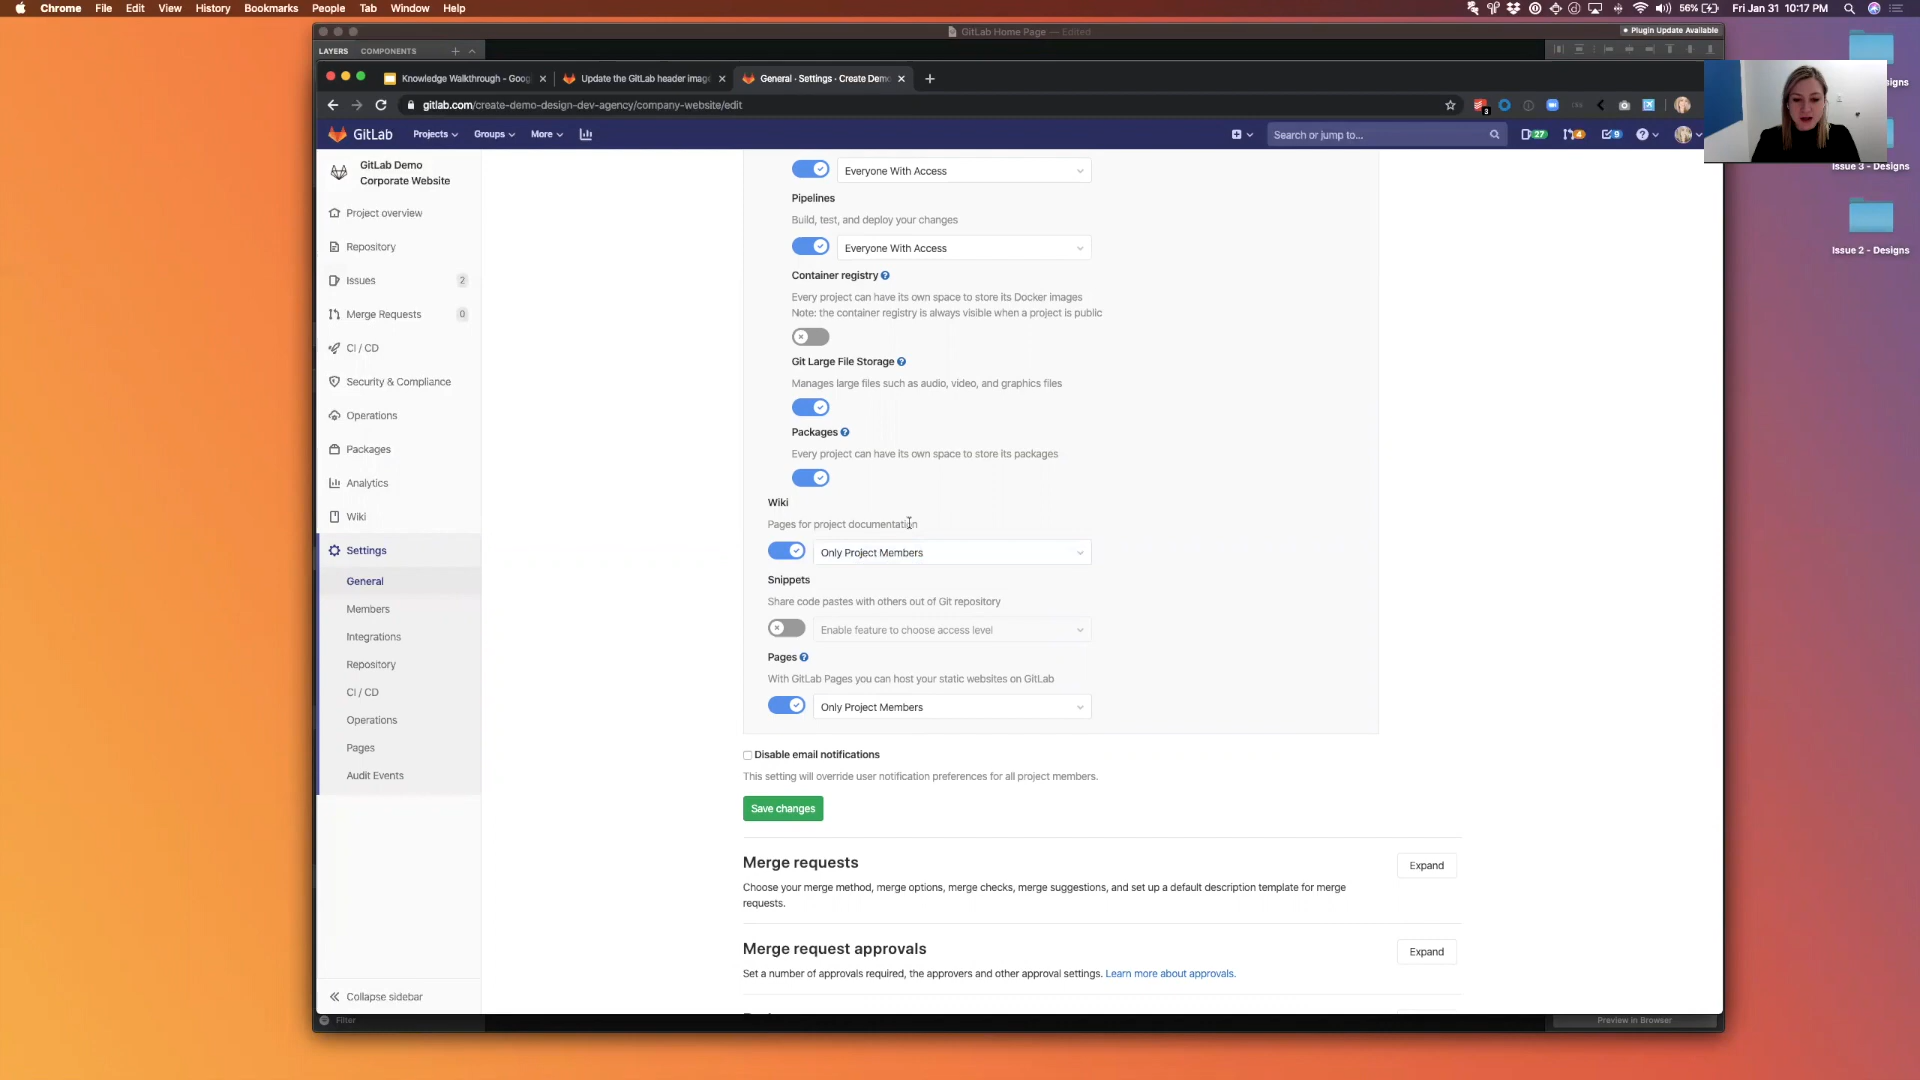 Chrome File Edit View History Bookmarks People Tab Window Help
56% Fri Jan 31 10:17 PM
GitLab Home Page — Edited
Plugin Update Available
LAYERS COMPONENTS
Knowledge Walkthrough - Goog
Update the GitLab header imag
General · Settings · Create Dem
gitlab.com/create-demo-design-dev-agency/company-website/edit
3
GitLab Projects Groups More
Search or jump to...
27 4 9
Issue 3 - Designs
Issue 2 - Designs
GitLab Demo
Corporate Website
Project overview
Repository
Issues 2
Merge Requests 0
CI / CD
Security & Compliance
Operations
Packages
Analytics
Wiki
Settings
General
Members
Integrations
Repository
CI / CD
Operations
Pages
Audit Events
Collapse sidebar
Filter
Everyone With Access
Pipelines
Build, test, and deploy your changes
Everyone With Access
Container registry
Every project can have its own space to store its Docker images
Note: the container registry is always visible when a project is public
Git Large File Storage
Manages large files such as audio, video, and graphics files
Packages
Every project can have its own space to store its packages
Wiki
Pages for project documentation
Only Project Members
Snippets
Share code pastes with others out of Git repository
Enable feature to choose access level
Pages
With GitLab Pages you can host your static websites on GitLab
Only Project Members
Disable email notifications
This setting will override user notification preferences for all project members.
Save changes
Merge requests
Expand
Choose your merge method, merge options, merge checks, merge suggestions, and set up a default description template for merge
requests.
Merge request approvals
Expand
Set a number of approvals required, the approvers and other approval settings. Learn more about approvals.
Preview in Browser